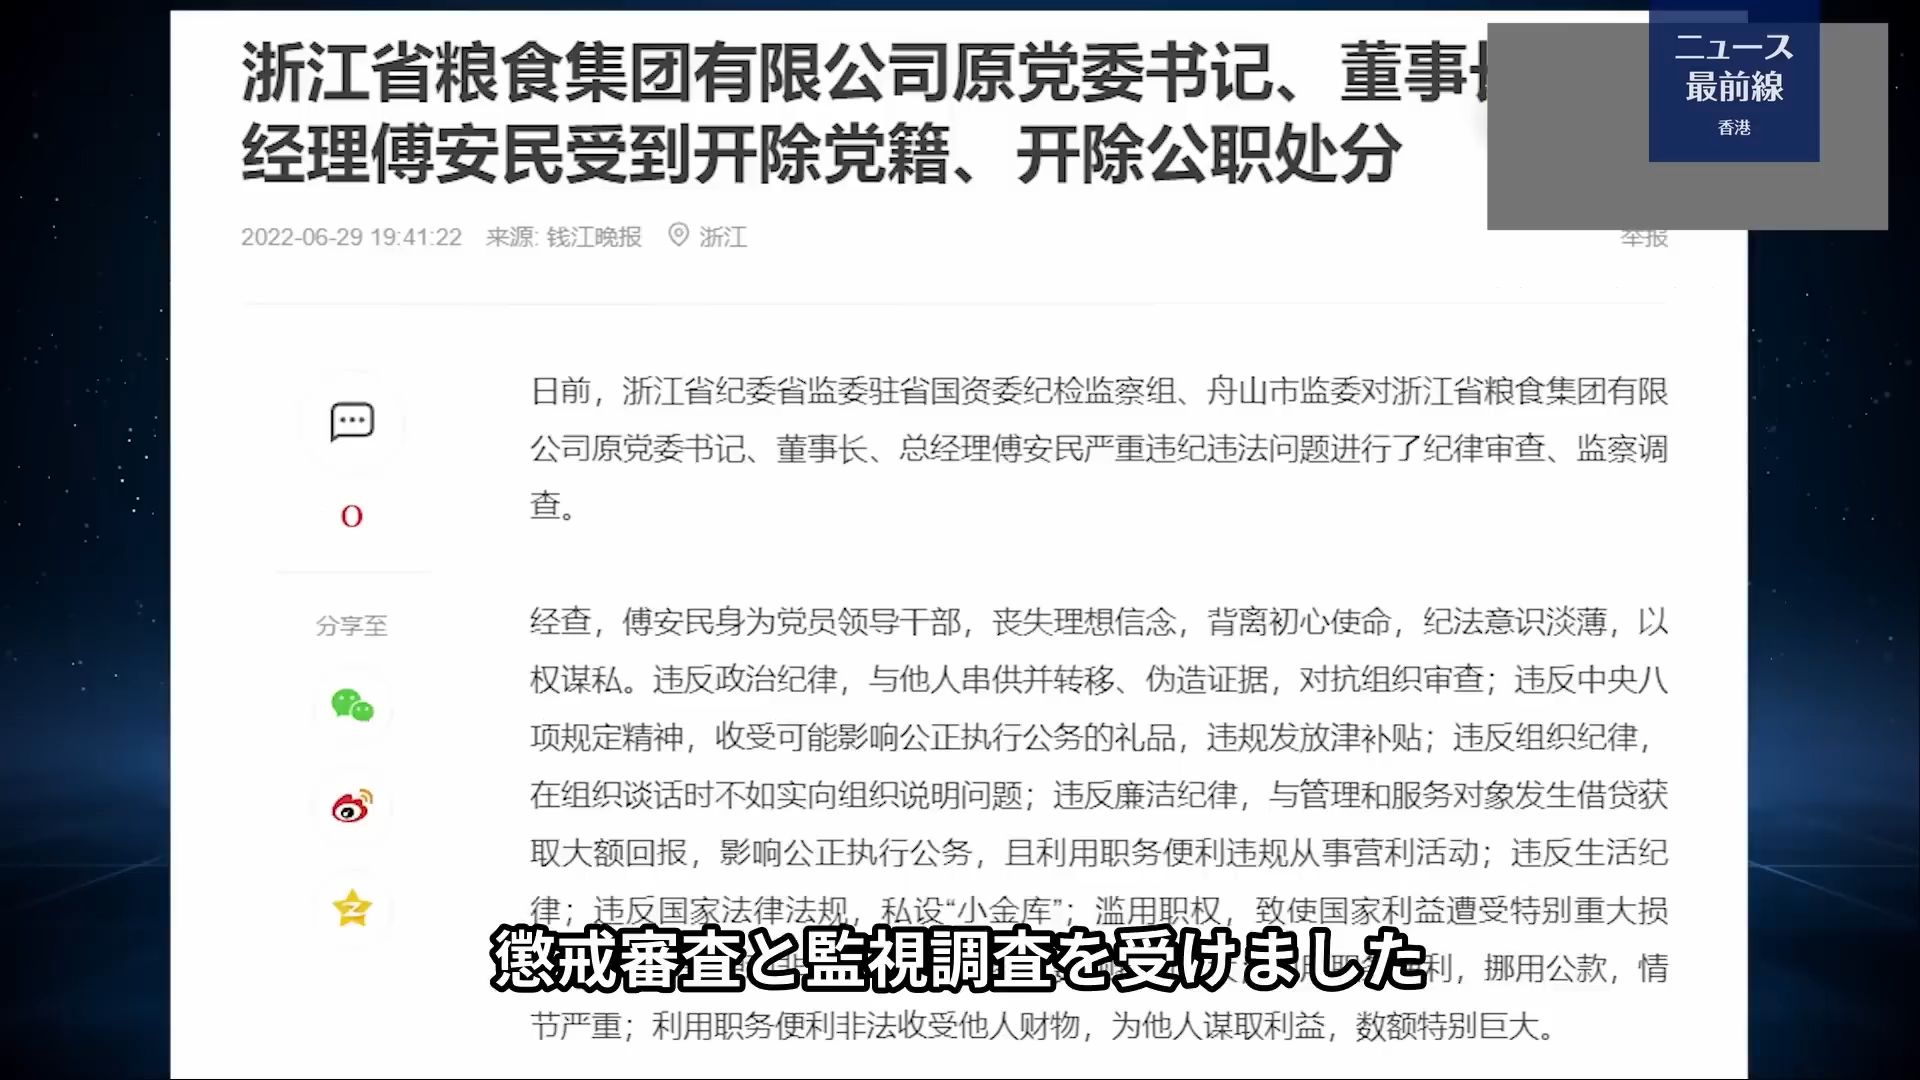 浙江省粮食集团有限公司原党委书记、董事
经理傅安民受到开除党籍、开除公职处分
ニュース
最前線
香港
2022-06-29 19:41:22 来源: 钱江晚报 浙江
举报
日前，浙江省纪委省监委驻省国资委纪检监察组、舟山市监委对浙江省粮食集团有限
公司原党委书记、董事长、总经理傅安民严重违纪违法问题进行了纪律审查、监察调
查。
0
分享至
经查，傅安民身为党员领导干部，丧失理想信念，背离初心使命，纪法意识淡薄，以
权谋私。违反政治纪律，与他人串供并转移、伪造证据，对抗组织审查；违反中央八
项规定精神，收受可能影响公正执行公务的礼品，违规发放津补贴；违反组织纪律，
在组织谈话时不如实向组织说明问题；违反廉洁纪律，与管理和服务对象发生借贷获
取大额回报，影响公正执行公务，且利用职务便利违规从事营利活动；违反生活纪
律；违反国家法律法规，私设“小金库”；滥用职权，致使国家利益遭受特别重大损
利，挪用公款，情
懲戒審査と監視調査を受けました
节严重；利用职务便利非法收受他人财物，为他人谋取利益，数额特别巨大。